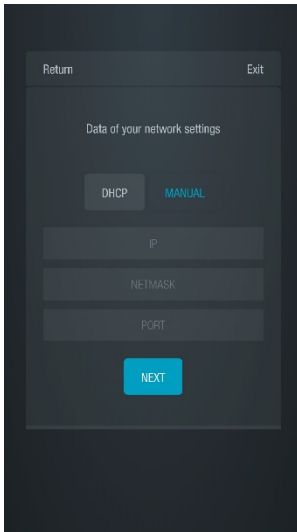 Return Exit
Data of your network settings
DHCP MANUAL
IP
NETMASK
PORT
NEXT